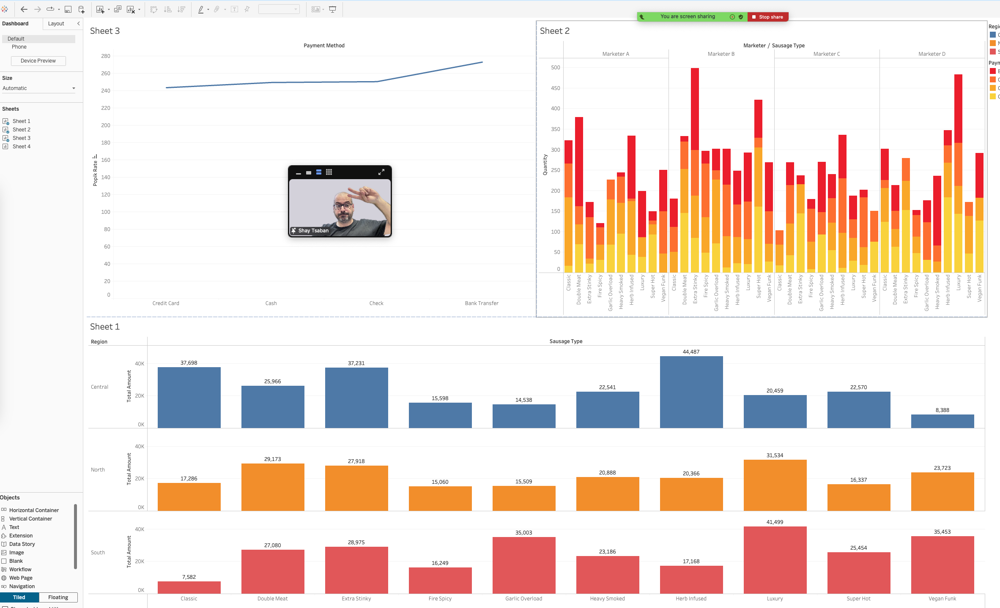 You are screen sharing
Stop share
Dashboard
Layout
Default
Phone
Device Preview
Size
Automatic
Sheets
Sheet 1
Sheet 2
Sheet 3
Sheet 4
Objects
Horizontal Container
Vertical Container
Text
Extension
Data Story
Image
Blank
Workflow
Web Page
Navigation
Tiled
Floating
Sheet 3
Payment Method
Popik Rate
280
260
240
220
200
180
160
140
120
100
80
60
40
20
0
Credit Card Cash Check Bank Transfer
Shay Tsaban
Sheet 2
Marketer / Sausage Type
Marketer A Marketer B Marketer C Marketer D
Quantity
500
450
400
350
300
250
200
150
100
50
0
Classic Double Meat Extra Stinky Fire Spicy Garlic Overload Heavy Smoked Herb Infused Luxury Super Hot Vegan Funk
Classic Double Meat Extra Stinky Fire Spicy Garlic Overload Heavy Smoked Herb Infused Luxury Super Hot Vegan Funk
Classic Double Meat Extra Stinky Fire Spicy Garlic Overload Heavy Smoked Herb Infused Luxury Super Hot Vegan Funk
Classic Double Meat Extra Stinky Fire Spicy Garlic Overload Heavy Smoked Herb Infused Luxury Super Hot Vegan Funk
Sheet 1
Region
Sausage Type
Central
Total Amount
40K
20K
0K
37,698 25,966 37,231 15,598 14,538 22,541 44,487 20,459 22,570 8,388
North
Total Amount
40K
20K
0K
17,286 29,173 27,918 15,060 15,509 20,888 20,366 31,534 16,337 23,723
South
Total Amount
40K
20K
0K
7,582 27,080 28,975 16,249 35,003 23,186 17,168 41,499 25,454 35,453
Classic Double Meat Extra Stinky Fire Spicy Garlic Overload Heavy Smoked Herb Infused Luxury Super Hot Vegan Funk